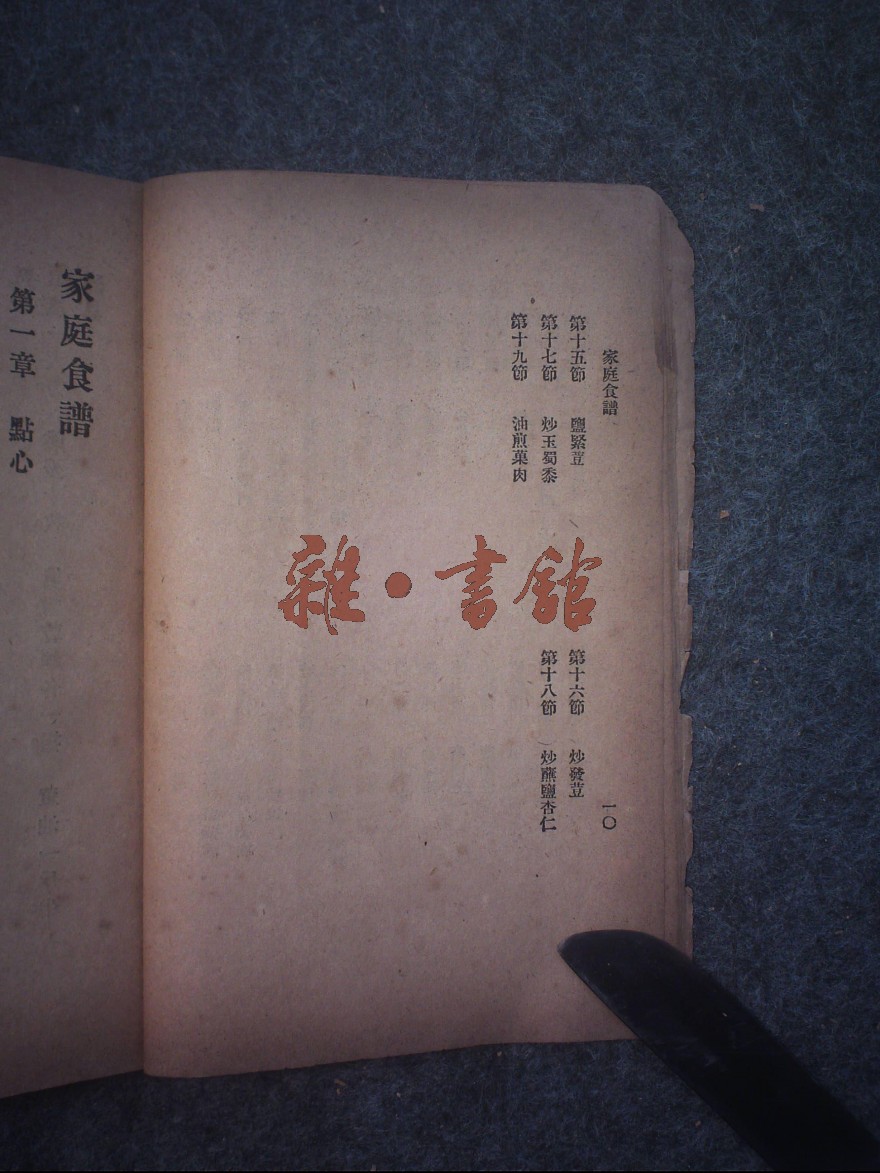 家庭食譜
一〇
第十五節　鹽緊荳
第十六節　炒發荳
第十七節　炒玉蜀黍
第十八節　炒蘸鹽杏仁
第十九節　油煎菓肉
雜・書館
家庭食譜
第一章　點心